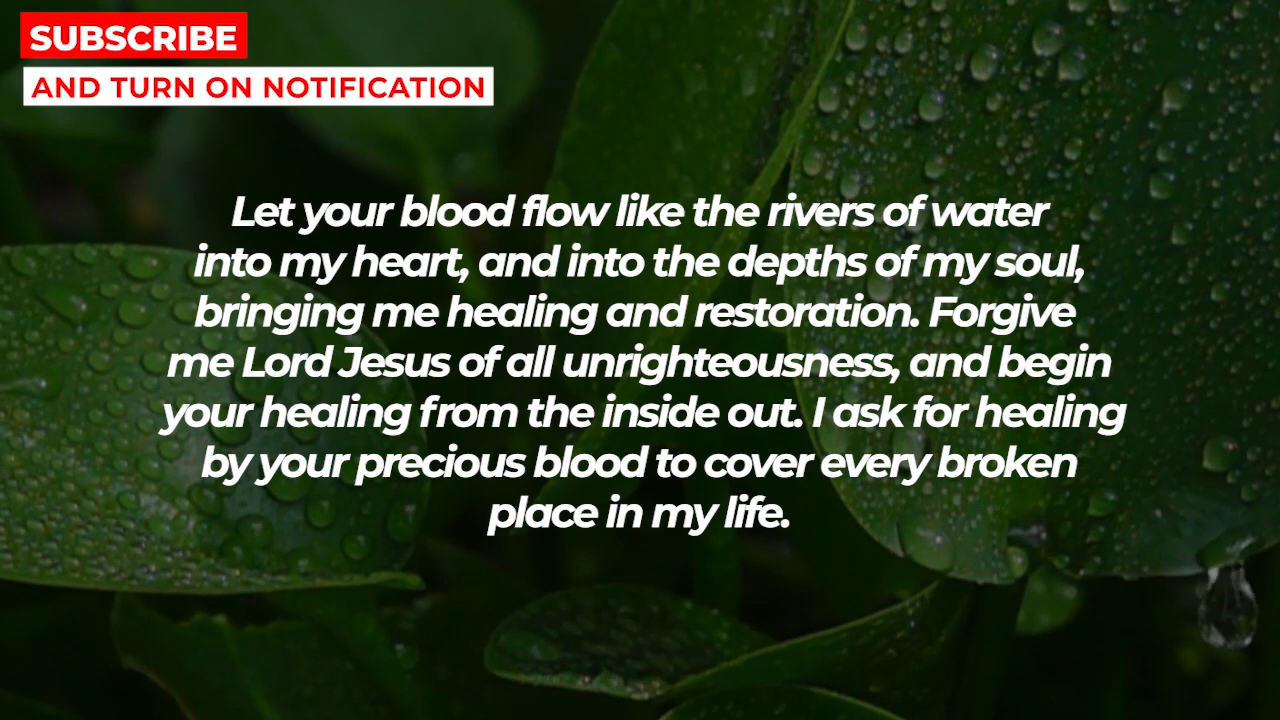 SUBSCRIBE
AND TURN ON NOTIFICATION
Let your blood flow like the rivers of water
into my heart, and into the depths of my soul,
bringing me healing and restoration. Forgive
me Lord Jesus of all unrighteousness, and begin
your healing from the inside out. I ask for healing
by your precious blood to cover every broken
place in my life.